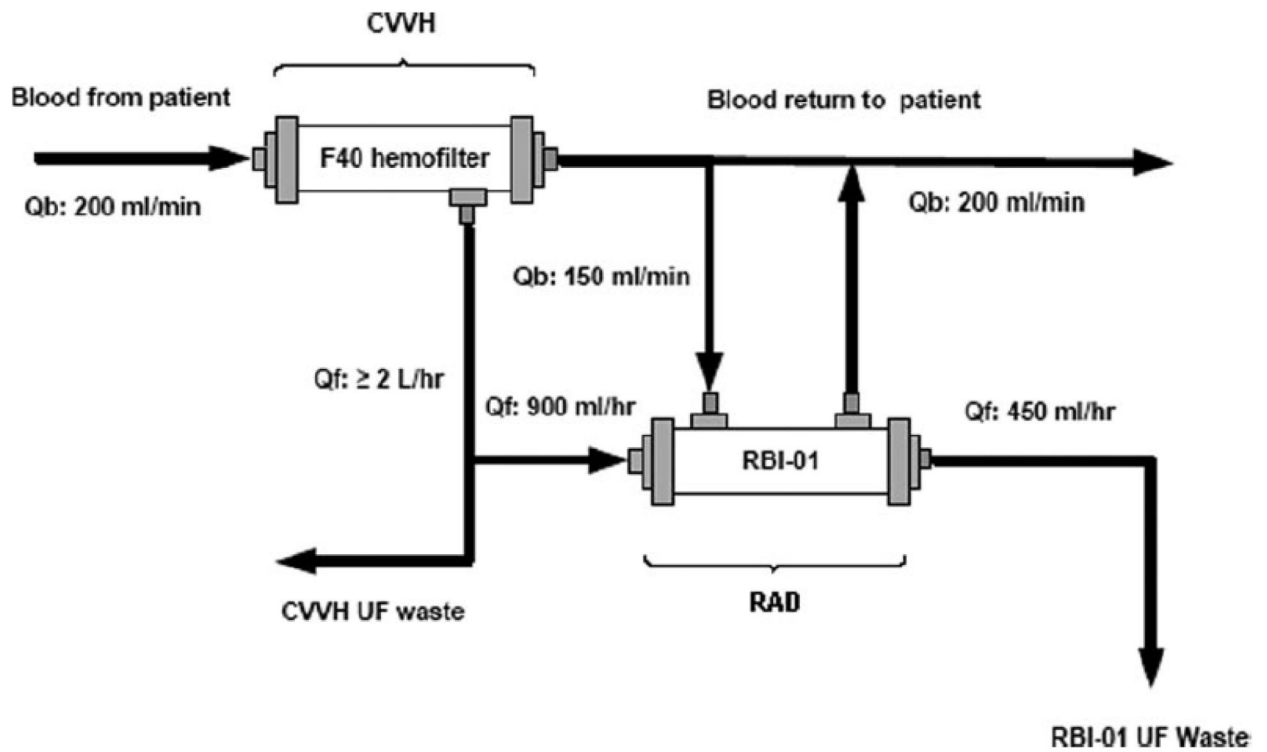 CVVH
Blood from patient
Blood return to patient
F40 hemofilter
Qb: 200 ml/min
Qb: 200 ml/min
Qb: 150 ml/min
Qf: ≥ 2 L/hr
Qf: 900 ml/hr
Qf: 450 ml/hr
RBI-01
CVVH UF waste
RAD
RBI-01 UF Waste